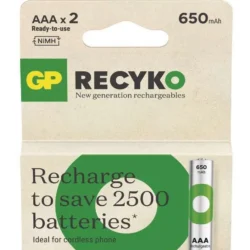 AAA x 2
650mAh
Ready-to-use
NiMH
GP RECYKO
New generation rechargeables
Recharge
to save 2500
batteries*
Ideal for cordless phone
650
mAh
AAA